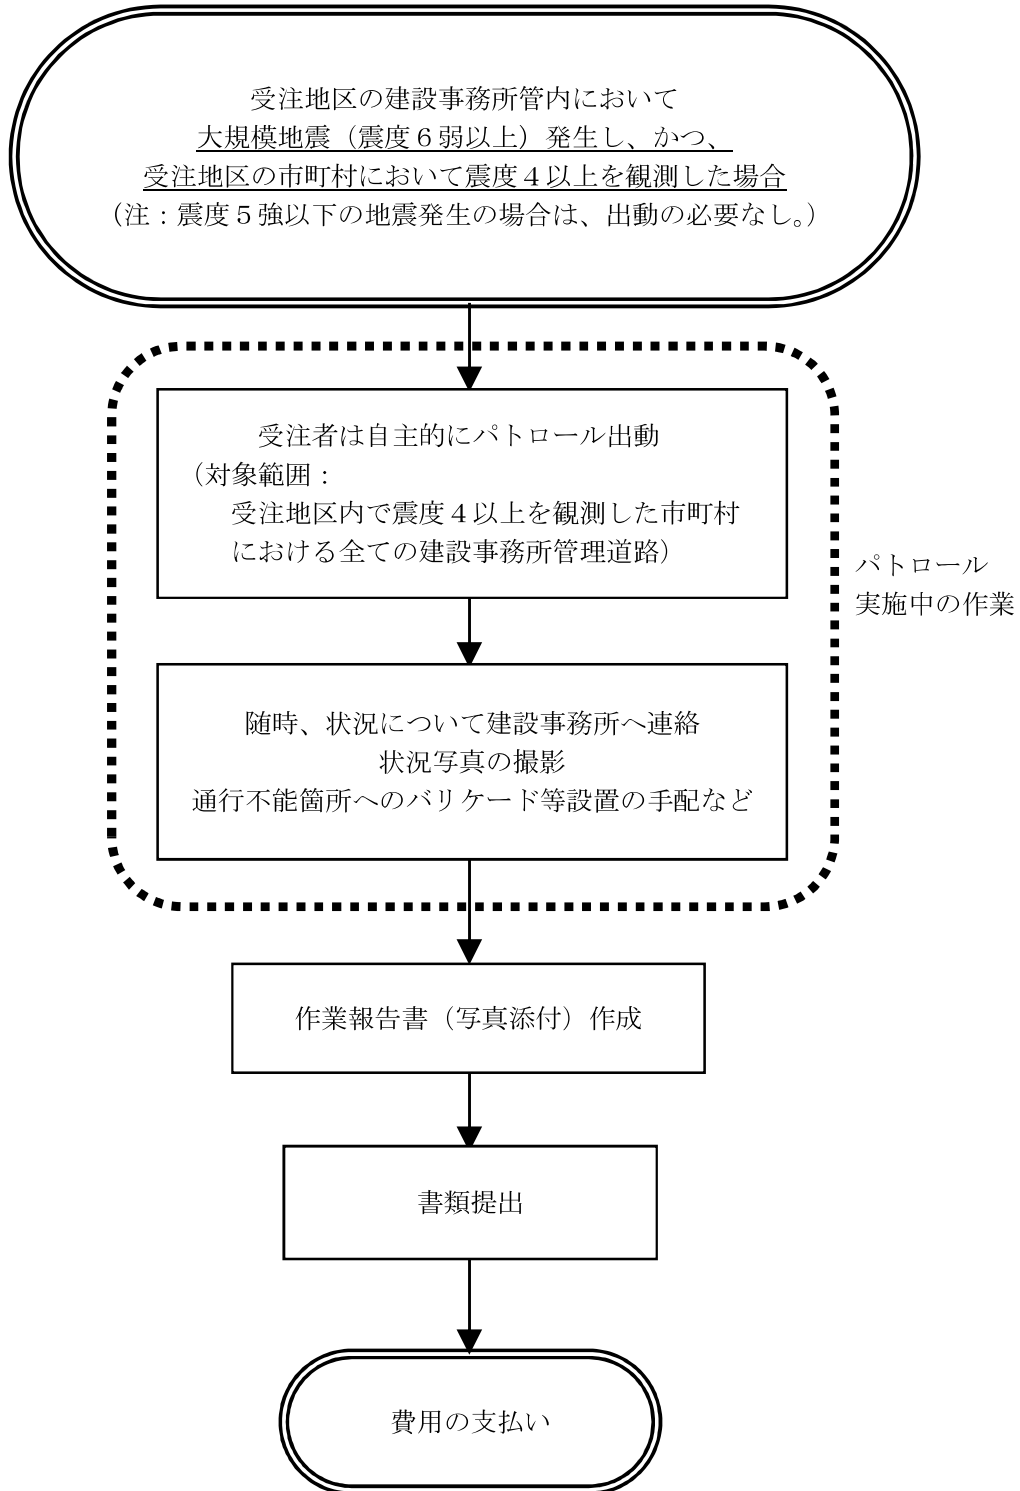 受注地区の建設事務所管内において
大規模地震（震度６弱以上）発生し、かつ、
受注地区の市町村において震度４以上を観測した場合
（注：震度５強以下の地震発生の場合は、出動の必要なし。）
受注者は自主的にパトロール出動
（対象範囲：
受注地区内で震度４以上を観測した市町村
における全ての建設事務所管理道路）
パトロール
実施中の作業
随時、状況について建設事務所へ連絡
状況写真の撮影
通行不能箇所へのバリケード等設置の手配など
作業報告書（写真添付）作成
書類提出
費用の支払い